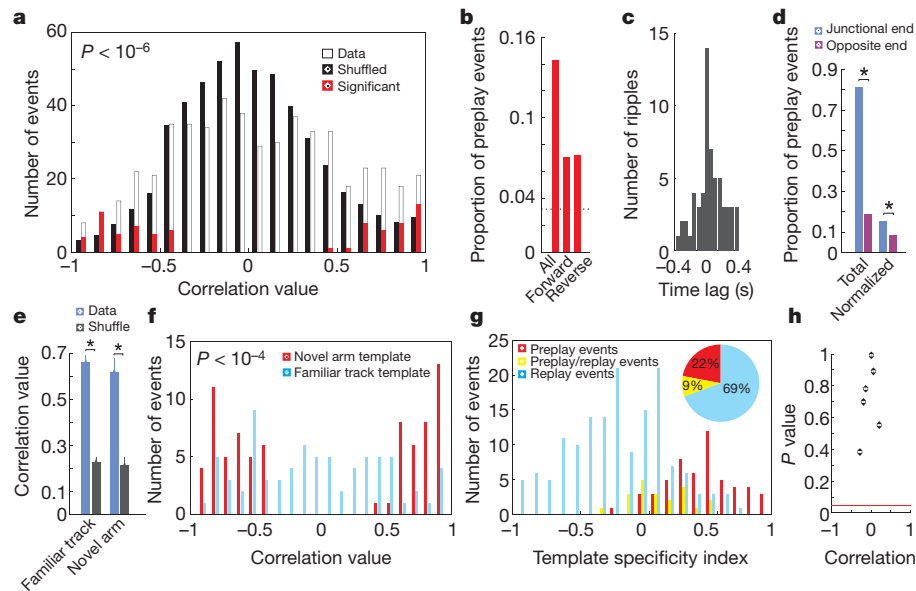 a
P < 10⁻⁶
Data
Shuffled
Significant
Number of events
60
40
20
0
−1
−0.5
0
0.5
1
Correlation value
b
Proportion of preplay events
0.16
0.1
0.04
0
All
Forward
Reverse
c
Number of ripples
15
10
5
0
−0.4
0
0.4
Time lag (s)
d
Junctional end
Opposite end
Proportion of preplay events
0.9
0.7
0.5
0.3
0.1
0
*
*
Total
Normalized
e
Data
Shuffle
Correlation value
0.7
0.6
0.4
0.3
0.1
0
*
*
Familiar track
Novel arm
f
P < 10⁻⁴
Novel arm template
Familiar track template
Number of events
15
10
5
0
−1
−0.5
0
0.5
1
Correlation value
g
Preplay events
Preplay/replay events
Replay events
22%
9%
69%
Number of events
25
20
15
10
5
0
−1
−0.5
0
0.5
1
Template specificity index
h
P value
1
0.8
0.6
0.4
0.2
0
−1
0
1
Correlation